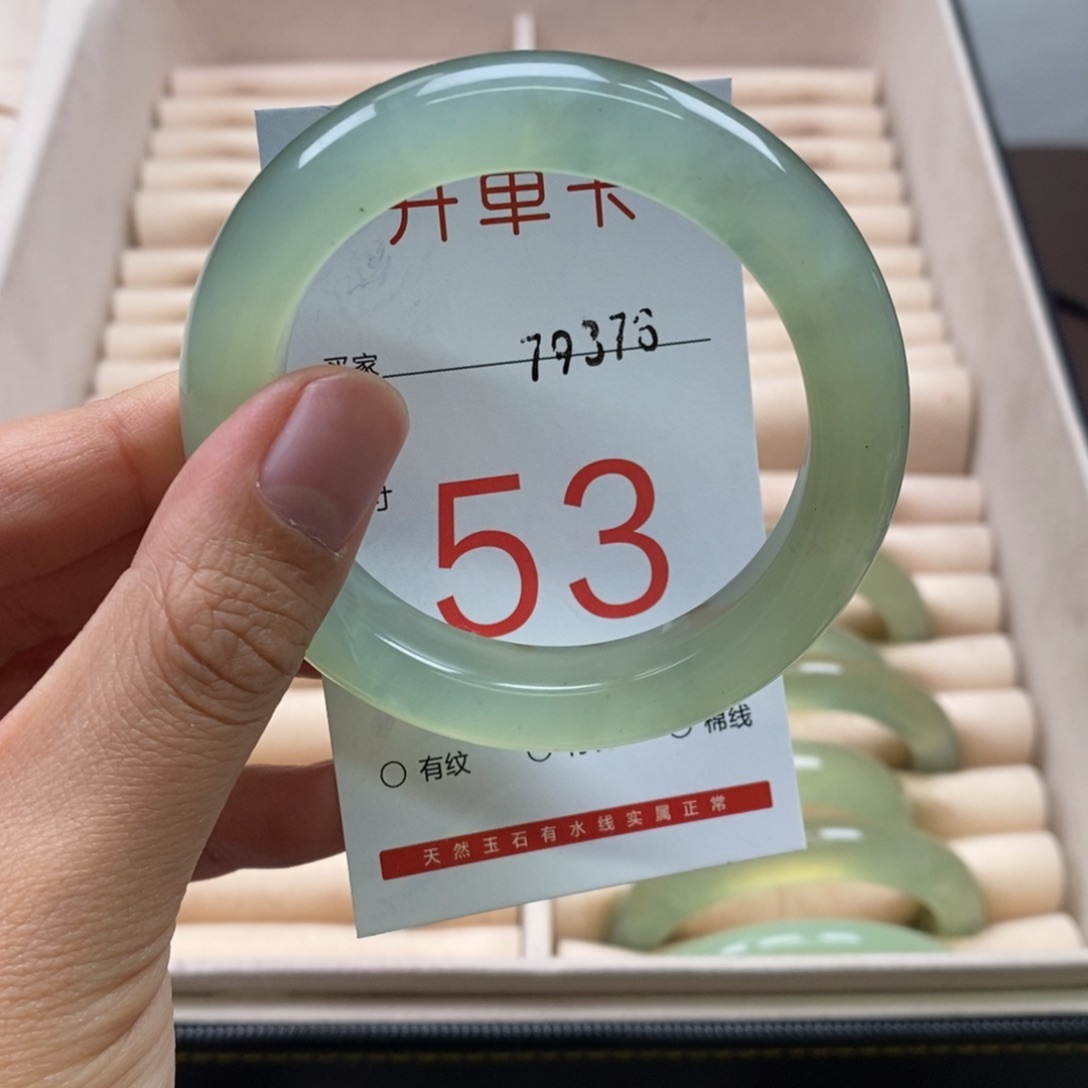 开单卡
买家 79376
寸 53
有纹 棉线
天然玉石有水线实属正常